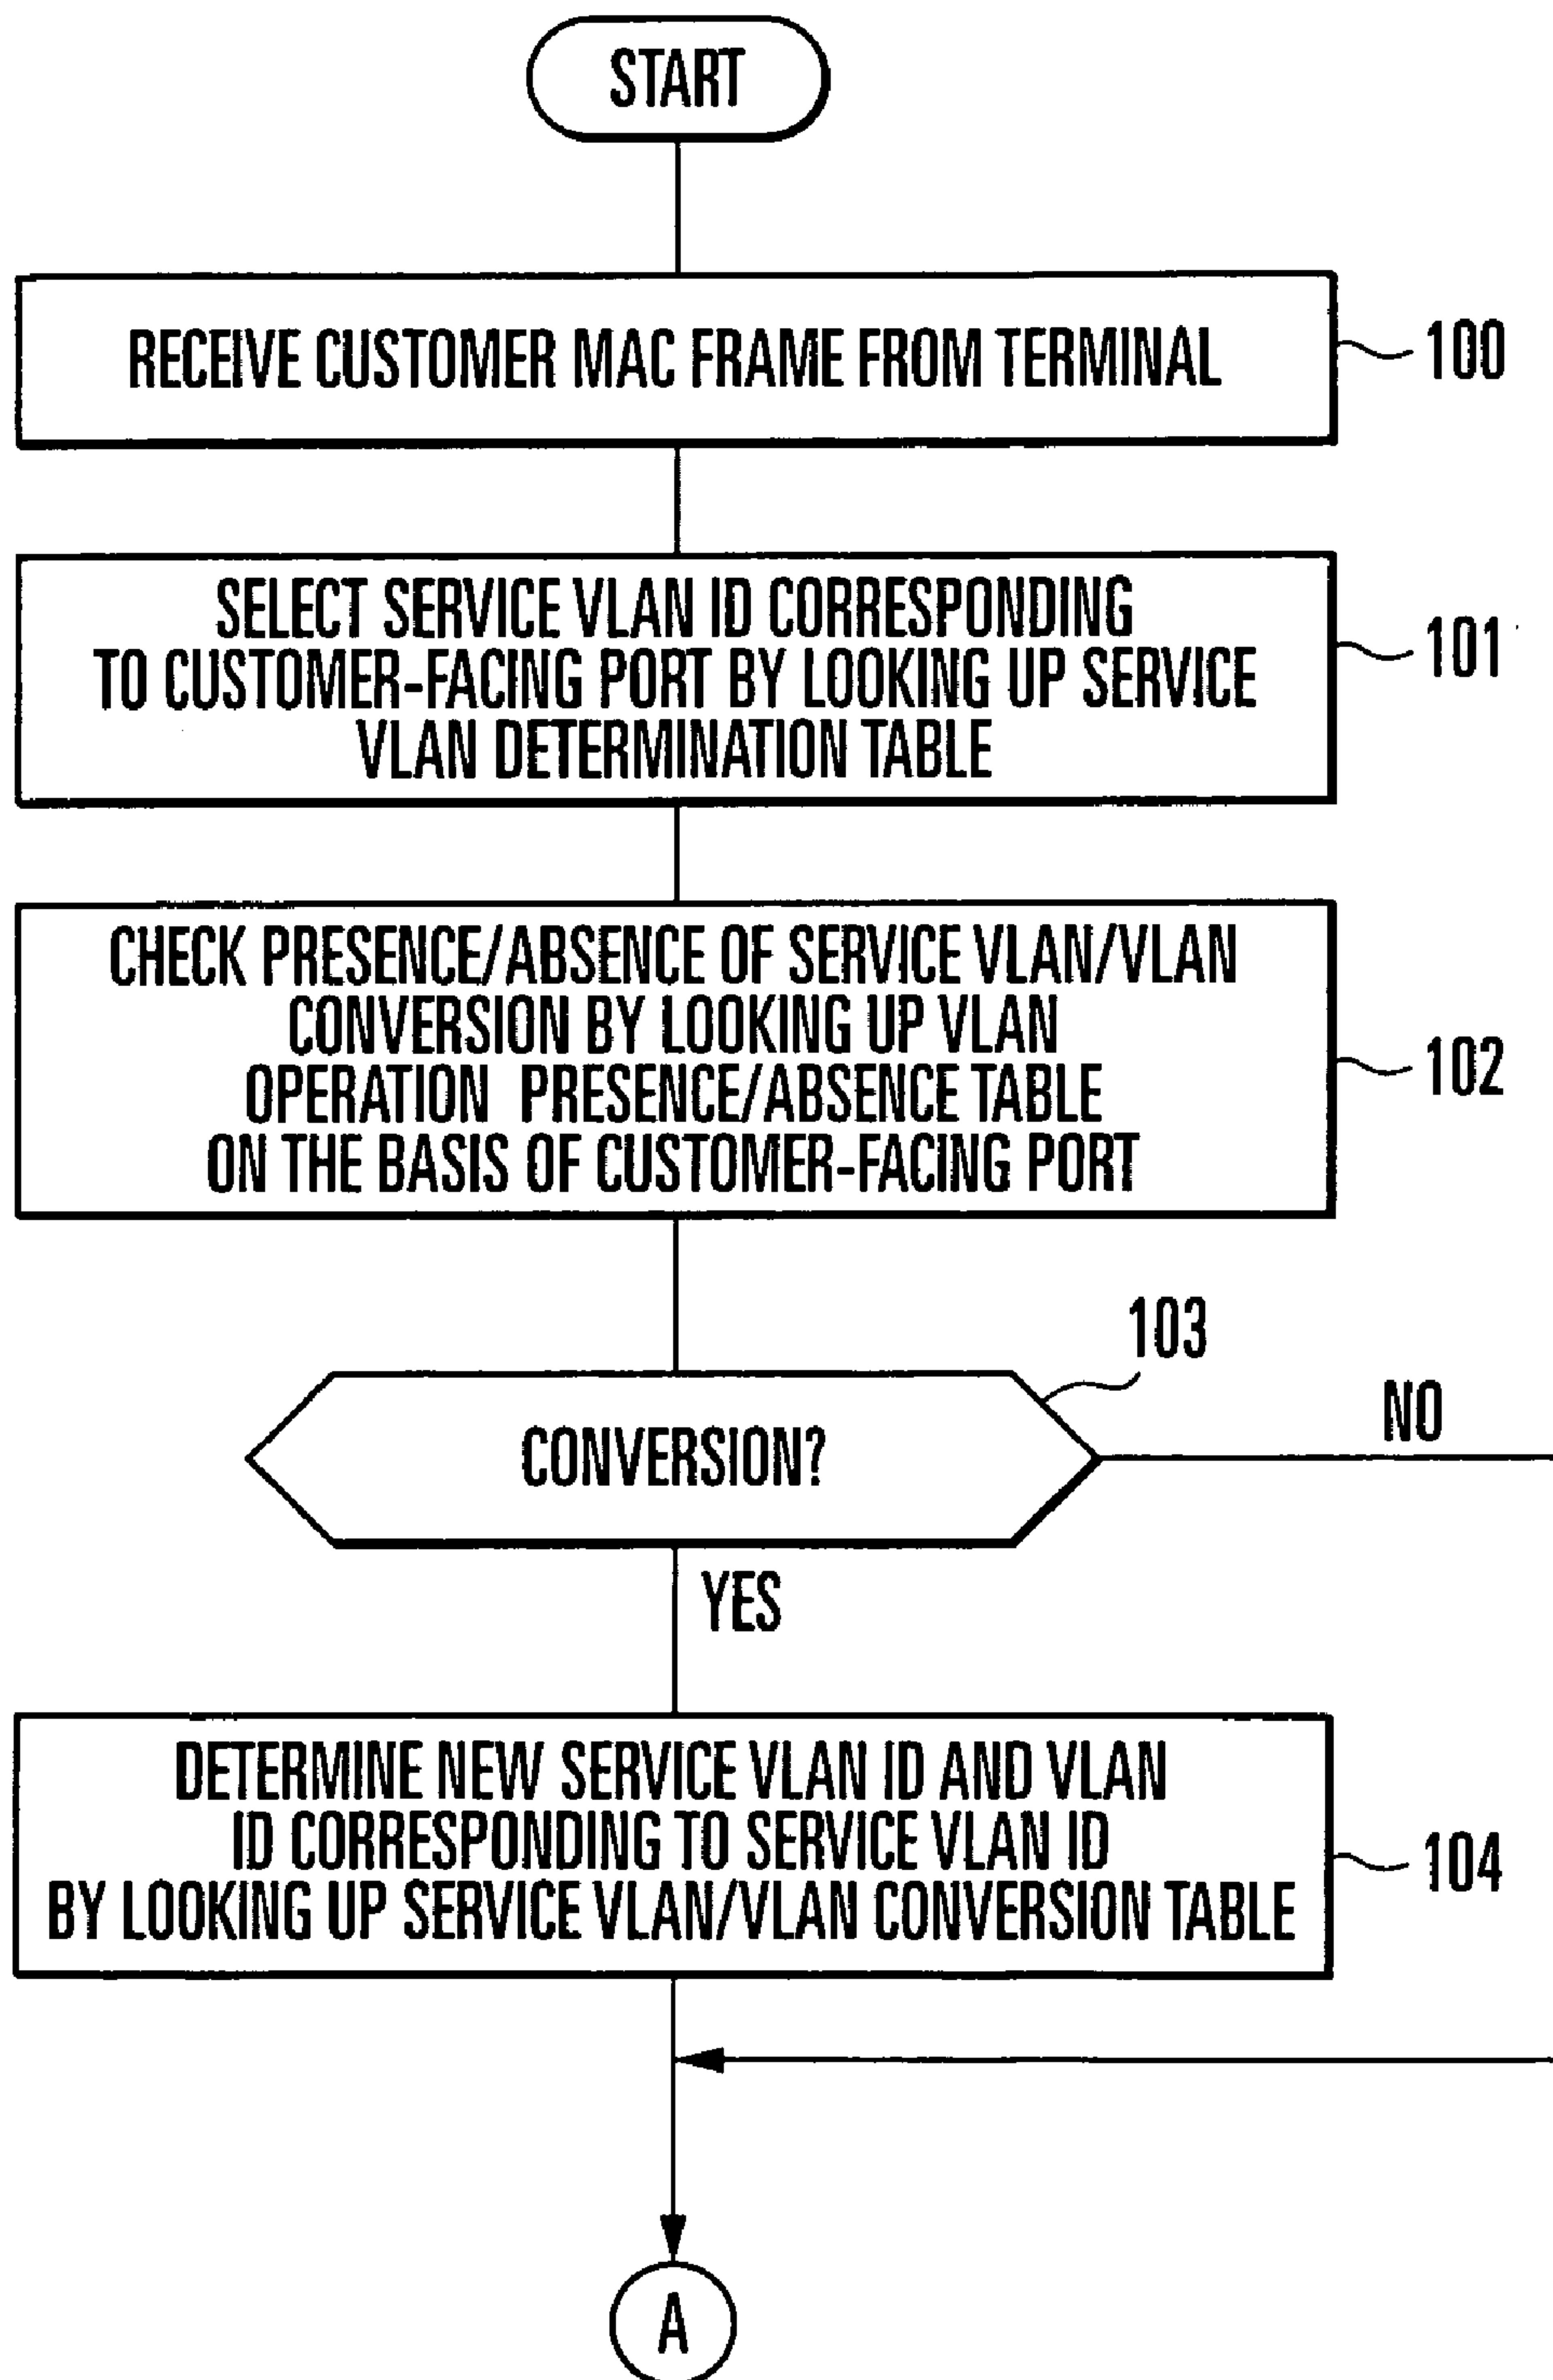 START
RECEIVE CUSTOMER MAC FRAME FROM TERMINAL
100
SELECT SERVICE VLAN ID CORRESPONDING
TO CUSTOMER-FACING PORT BY LOOKING UP SERVICE
VLAN DETERMINATION TABLE
101
CHECK PRESENCE/ABSENCE OF SERVICE VLAN/VLAN
CONVERSION BY LOOKING UP VLAN
OPERATION PRESENCE/ABSENCE TABLE
ON THE BASIS OF CUSTOMER-FACING PORT
102
103
CONVERSION?
NO
YES
DETERMINE NEW SERVICE VLAN ID AND VLAN
ID CORRESPONDING TO SERVICE VLAN ID
BY LOOKING UP SERVICE VLAN/VLAN CONVERSION TABLE
104
A